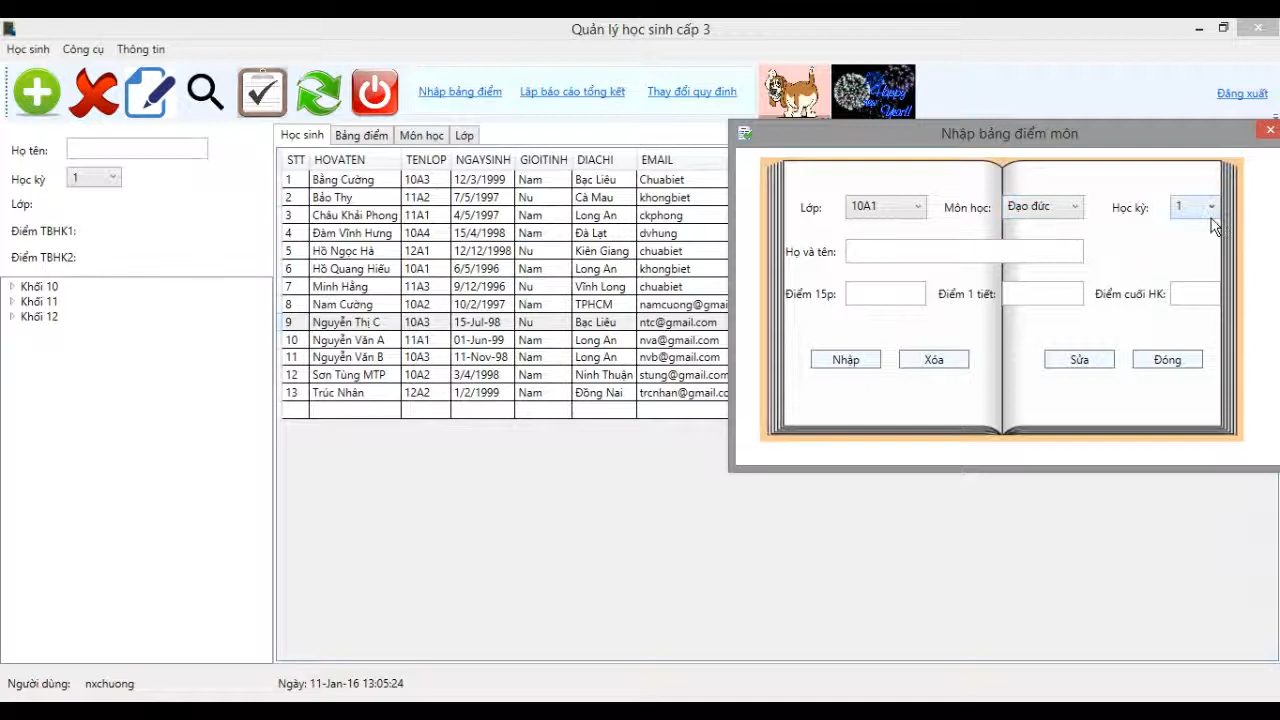 Quản lý học sinh cấp 3
Học sinh Công cụ Thông tin
Nhập bảng điểm Lập báo cáo tổng kết Thay đổi quy định
Happy new Year!!
Đăng xuất
Họ tên:
Học kỳ 1
Lớp:
Điểm TBHK1:
Điểm TBHK2:
Khối 10
Khối 11
Khối 12
Học sinh Bảng điểm Môn học Lớp
STT HOVATEN TENLOP NGAYSINH GIOITINH DIACHI EMAIL
1 Bằng Cường 10A3 12/3/1999 Nam Bạc Liêu Chuabiet
2 Bảo Thy 11A2 7/5/1997 Nu Cà Mau khongbiet
3 Châu Khải Phong 11A1 4/5/1997 Nam Long An ckphong
4 Đàm Vĩnh Hưng 10A4 15/4/1998 Nam Đà Lạt dvhung
5 Hồ Ngọc Hà 12A1 12/12/1998 Nu Kiên Giang chuabiet
6 Hồ Quang Hiếu 10A1 6/5/1996 Nam Long An khongbiet
7 Minh Hằng 11A3 9/12/1996 Nu Vĩnh Long chuabiet
8 Nam Cường 10A2 10/2/1997 Nam TPHCM namcuong@gmai
9 Nguyễn Thị C 10A3 15-Jul-98 Nu Bạc Liêu ntc@gmail.com
10 Nguyễn Văn A 11A1 01-Jun-99 Nam Long An nva@gmail.com
11 Nguyễn Văn B 10A3 11-Nov-98 Nam Long An nvb@gmail.com
12 Sơn Tùng MTP 10A2 3/4/1998 Nam Ninh Thuận stung@gmail.com
13 Trúc Nhân 12A2 1/2/1999 Nam Đồng Nai trcnhan@gmail.co
Nhập bảng điểm môn
Lớp: 10A1 Môn học: Đạo đức Học kỳ: 1
Họ và tên:
Điểm 15p: Điểm 1 tiết: Điểm cuối HK:
Nhập Xóa Sửa Đóng
Người dùng: nxchuong Ngày: 11-Jan-16 13:05:24